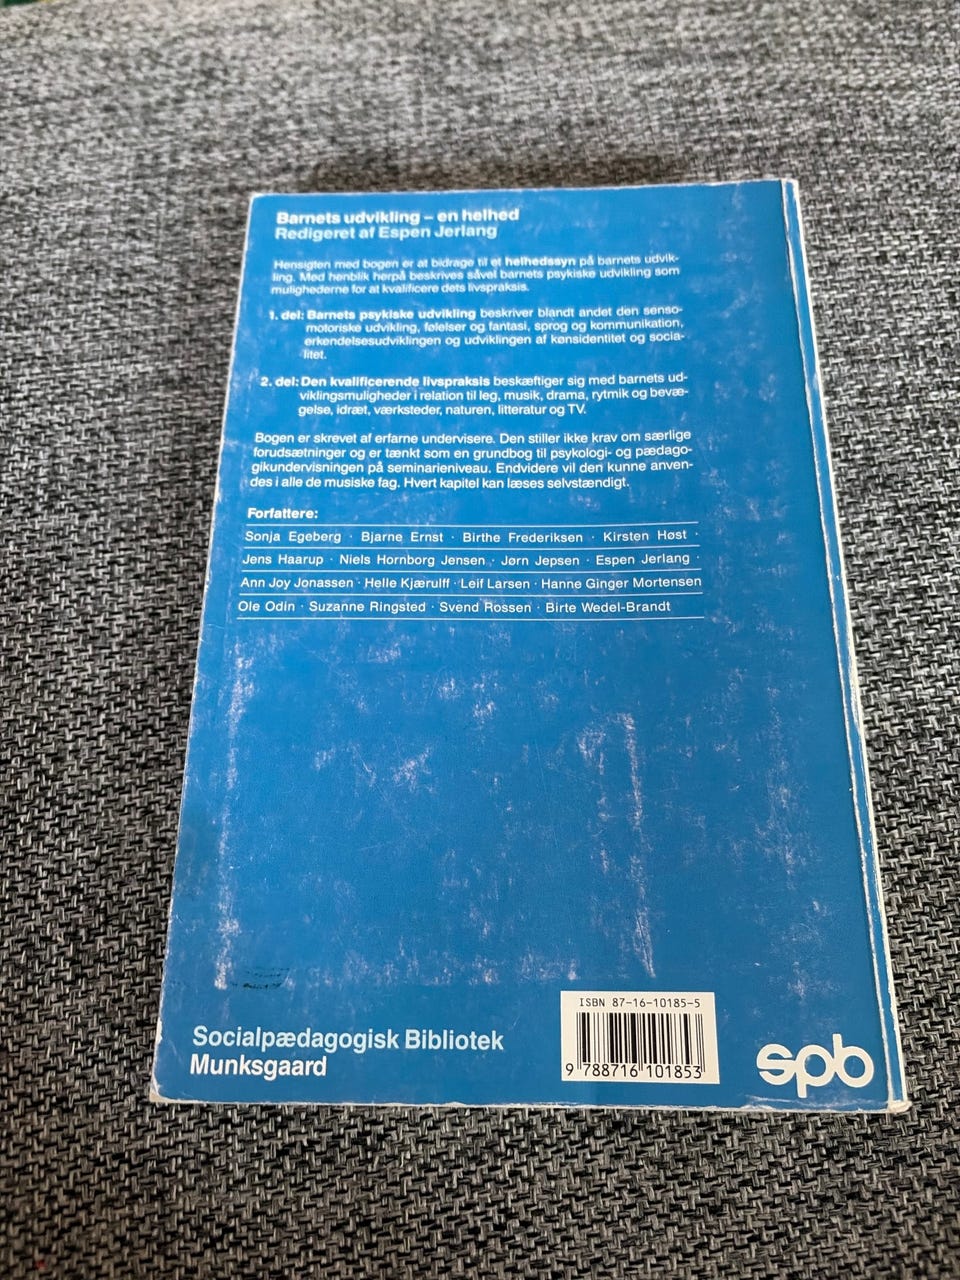 Barnets udvikling – en helhed
Redigeret af Espen Jerlang
Hensigten med bogen er at bidrage til et helhedssyn på barnets udvik-
ling. Med henblik herpå beskrives såvel barnets psykiske udvikling som
mulighederne for at kvalificere dets livspraksis.
1. del: Barnets psykiske udvikling beskriver blandt andet den senso-
motoriske udvikling, følelser og fantasi, sprog og kommunikation,
erkendelsesudviklingen og udviklingen af kønsidentitet og socia-
litet.
2. del: Den kvalificerende livspraksis beskæftiger sig med barnets ud-
viklingsmuligheder i relation til leg, musik, drama, rytmik og bevæ-
gelse, idræt, værksteder, naturen, litteratur og TV.
Bogen er skrevet af erfarne undervisere. Den stiller ikke krav om særlige
forudsætninger og er tænkt som en grundbog til psykologi- og pædago-
gikundervisningen på seminarieniveau. Endvidere vil den kunne anven-
des i alle de musiske fag. Hvert kapitel kan læses selvstændigt.
Forfattere:
Sonja Egeberg · Bjarne Ernst · Birthe Frederiksen · Kirsten Høst ·
Jens Haarup · Niels Hornborg Jensen · Jørn Jepsen · Espen Jerlang
Ann Joy Jonassen · Helle Kjærulff · Leif Larsen · Hanne Ginger Mortensen
Ole Odin · Suzanne Ringsted · Svend Rossen · Birte Wedel-Brandt
ISBN 87-16-10185-5
9 788716 101853
Socialpædagogisk Bibliotek
Munksgaard
spb